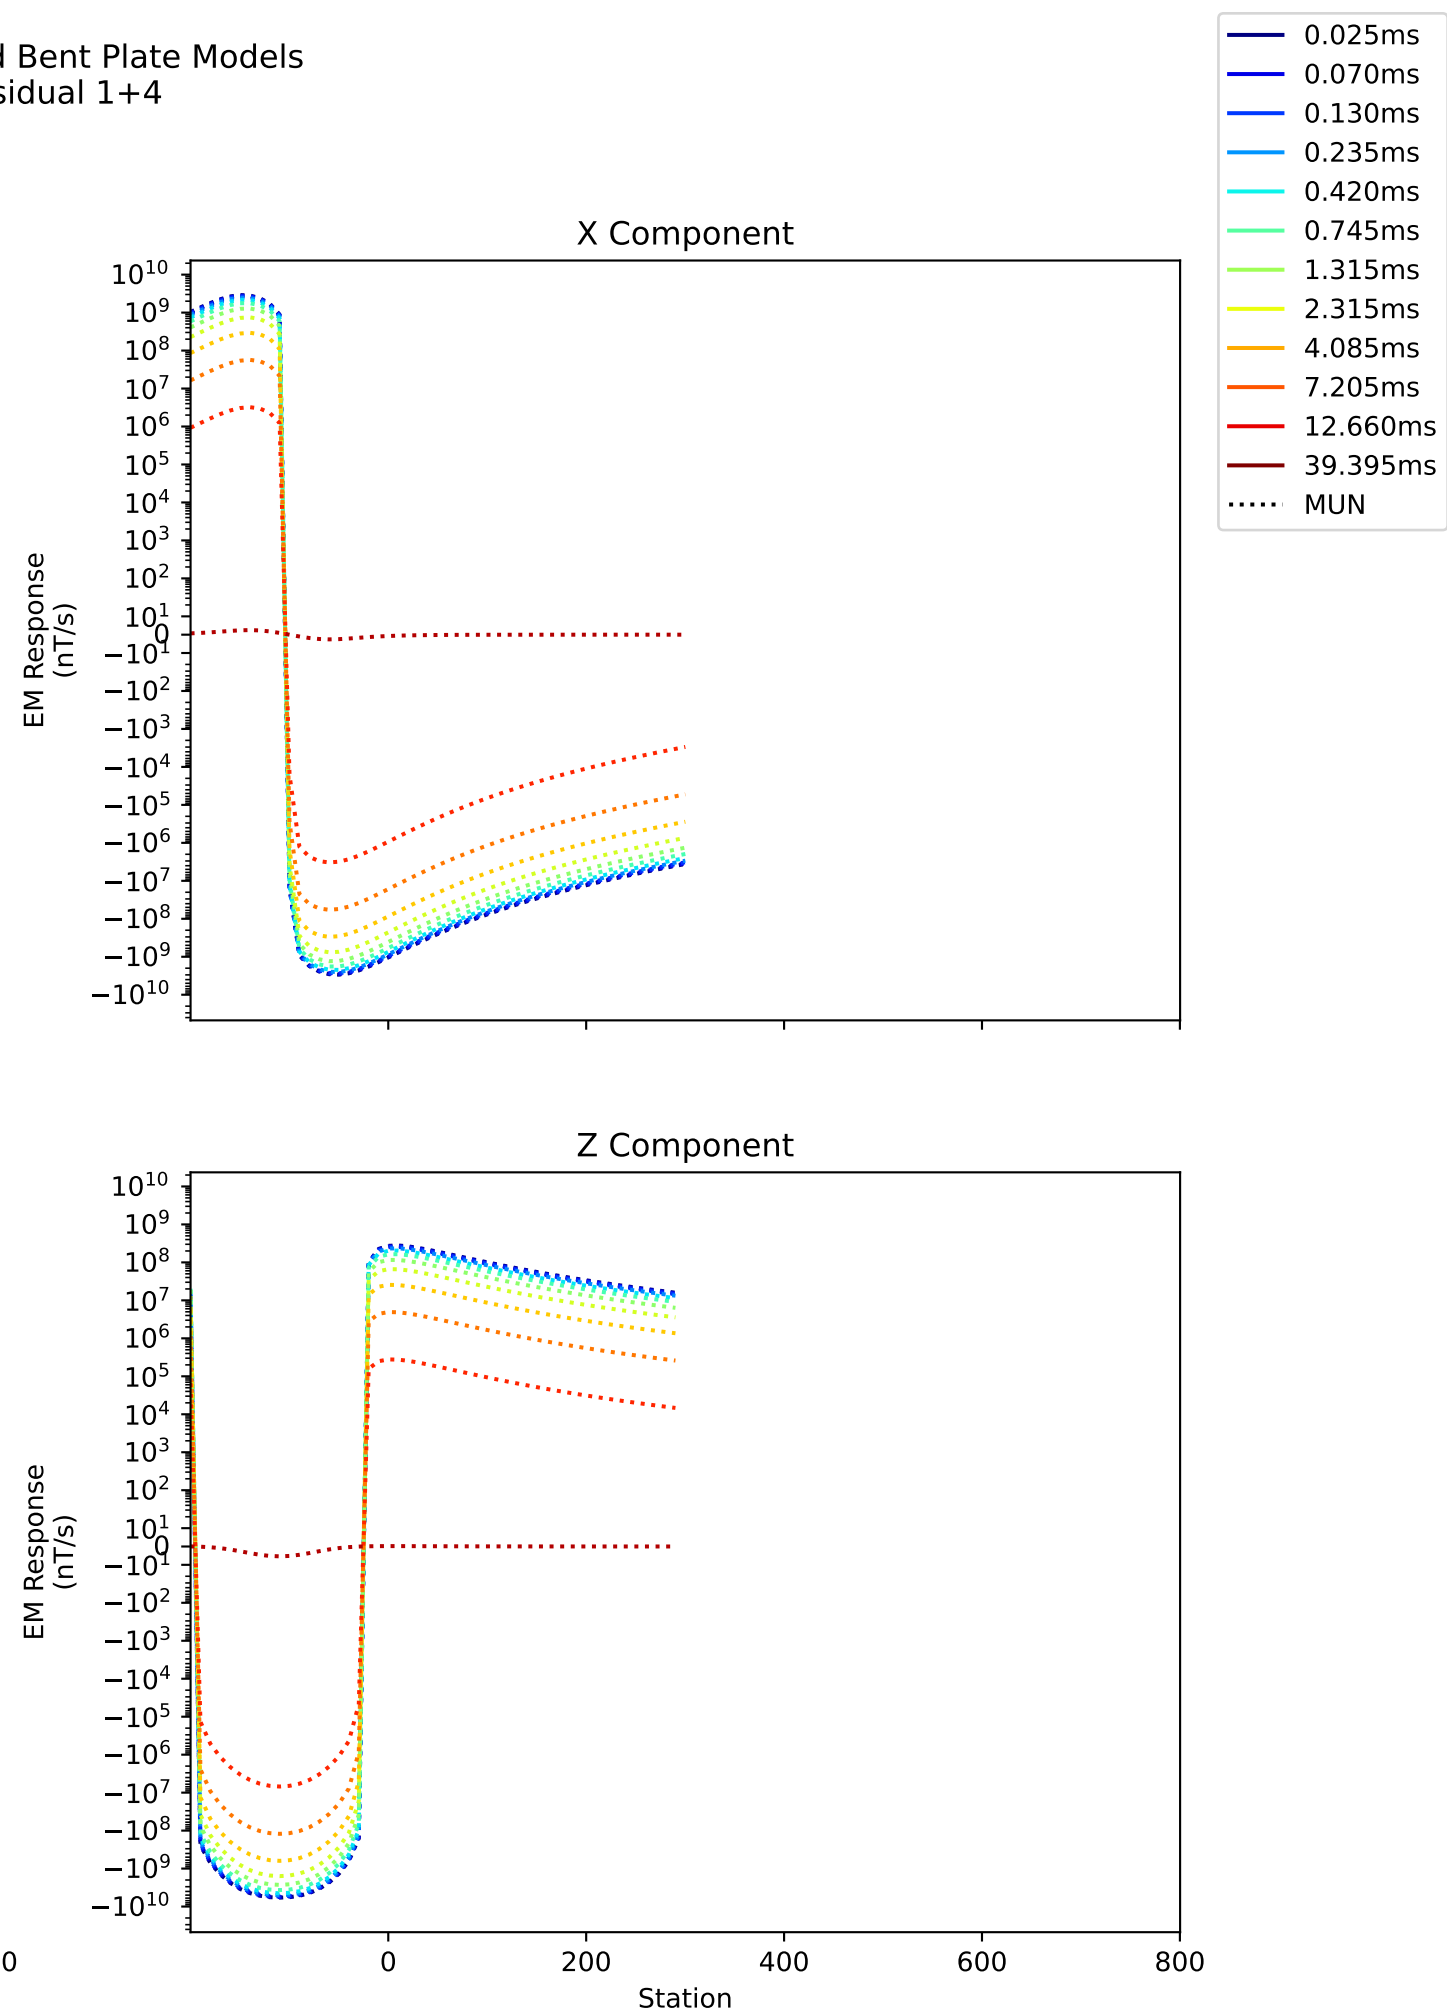 d Bent Plate Models
sidual 1+4
0.025ms
0.070ms
0.130ms
0.235ms
0.420ms
0.745ms
1.315ms
2.315ms
4.085ms
7.205ms
12.660ms
39.395ms
MUN
X Component
10^10
10^9
10^8
10^7
10^6
10^5
10^4
10^3
10^2
10^1
0
−10^1
−10^2
−10^3
−10^4
−10^5
−10^6
−10^7
−10^8
−10^9
−10^10
EM Response
(nT/s)
Z Component
10^10
10^9
10^8
10^7
10^6
10^5
10^4
10^3
10^2
10^1
0
−10^1
−10^2
−10^3
−10^4
−10^5
−10^6
−10^7
−10^8
−10^9
−10^10
EM Response
(nT/s)
0 0 200 400 600 800
Station